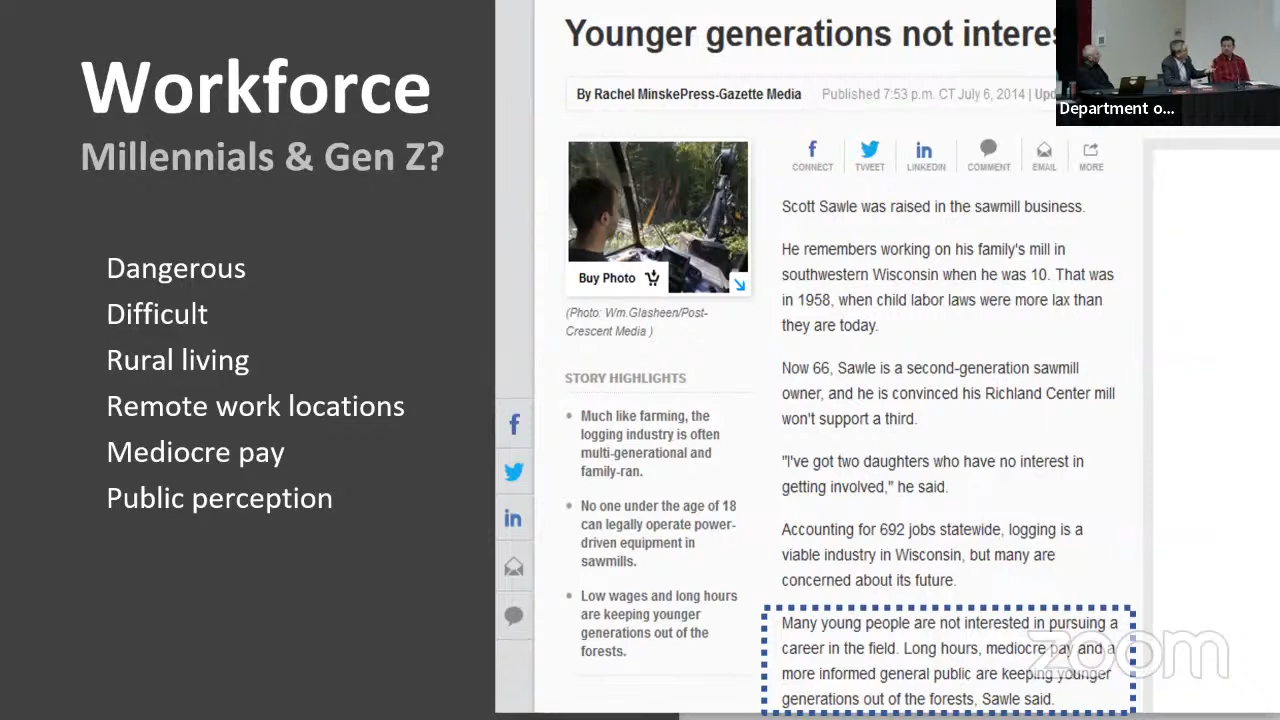 Workforce
Millennials & Gen Z?
Dangerous
Difficult
Rural living
Remote work locations
Mediocre pay
Public perception
Younger generations not
By Rachel MinskePress-Gazette Media
Published 7:53 p.m. CT July 6, 2014 |
Department o...
CONNECT
TWEET
LINKEDIN
COMMENT
EMAIL
MORE
Buy Photo
(Photo: Wm.Glasheen/Post-
Crescent Media )
STORY HIGHLIGHTS
Much like farming, the
logging industry is often
multi-generational and
family-ran.
No one under the age of 18
can legally operate power-
driven equipment in
sawmills.
Low wages and long hours
are keeping younger
generations out of the
forests.
Scott Sawle was raised in the sawmill business.
He remembers working on his family's mill in
southwestern Wisconsin when he was 10. That was
in 1958, when child labor laws were more lax than
they are today.
Now 66, Sawle is a second-generation sawmill
owner, and he is convinced his Richland Center mill
won't support a third.
"I've got two daughters who have no interest in
getting involved," he said.
Accounting for 692 jobs statewide, logging is a
viable industry in Wisconsin, but many are
concerned about its future.
Many young people are not interested in pursuing a
career in the field. Long hours, mediocre pay and a
more informed general public are keeping younger
generations out of the forests, Sawle said.
zoom